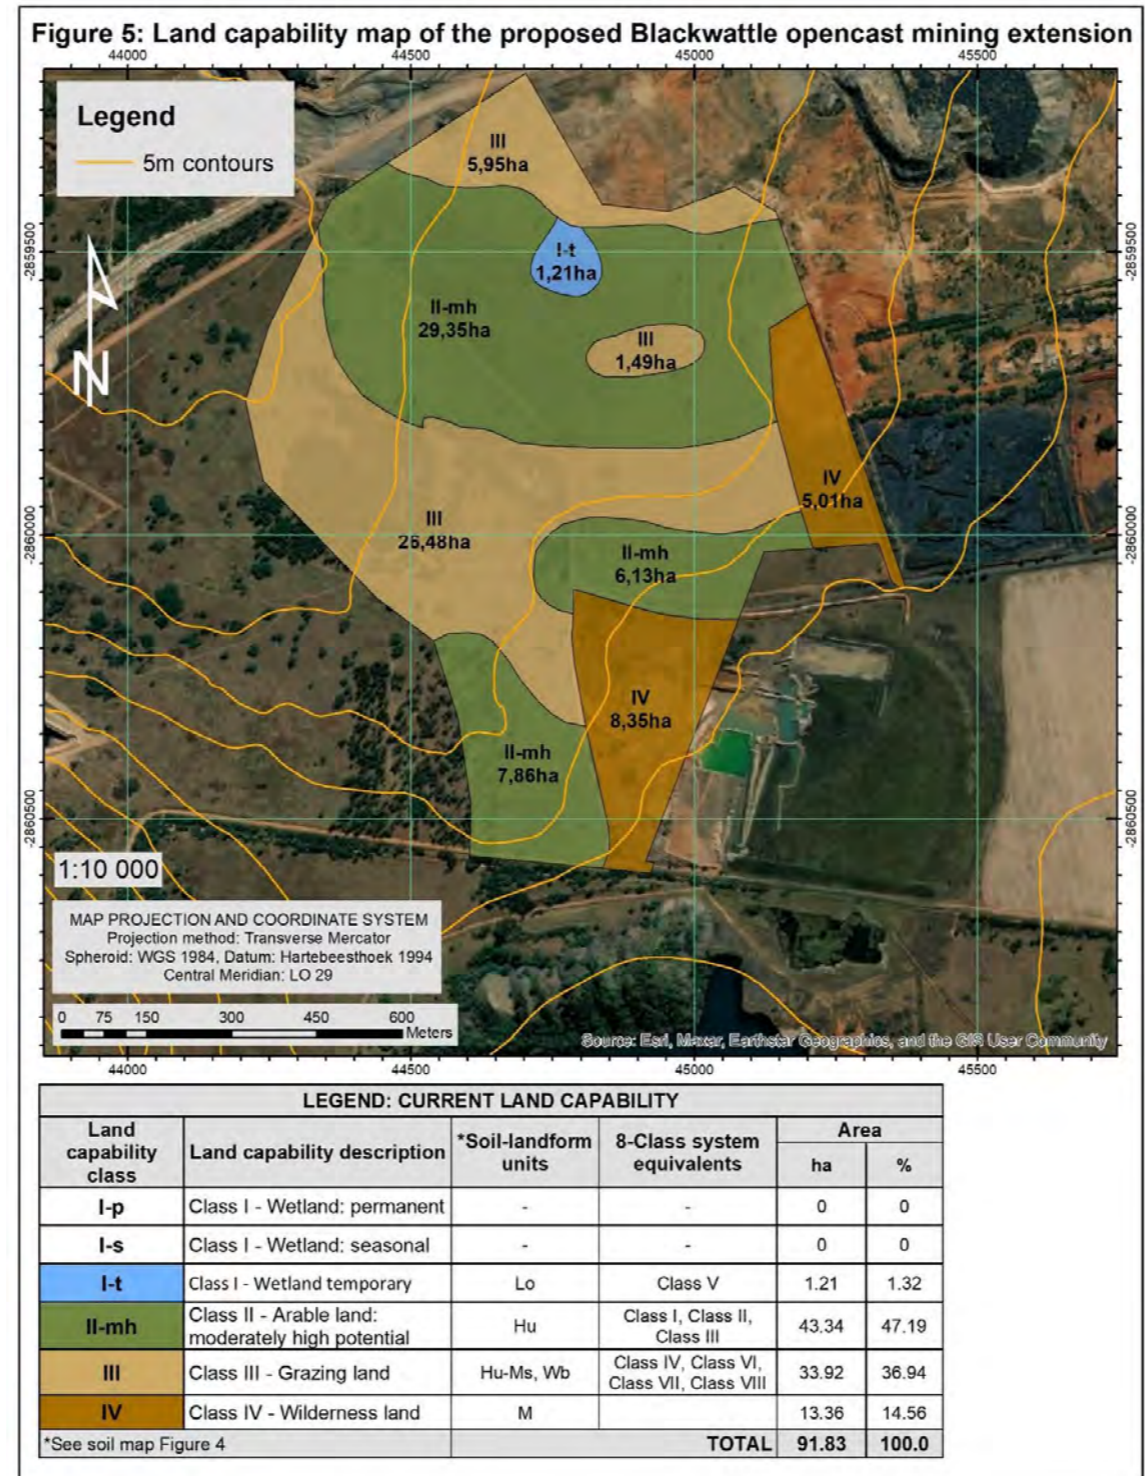 Figure 5: Land capability map of the proposed Blackwattle opencast mining extension
44000 44500 45000 45500
Legend
5m contours
III
5,95ha
-2859500
-2859500
I-t
1,21ha
II-mh
29,35ha
III
1,49ha
N
IV
5,01ha
III
26,48ha
-2860000
-2860000
II-mh
6,13ha
IV
8,35ha
II-mh
7,86ha
-2860500
-2860500
1:10 000
MAP PROJECTION AND COORDINATE SYSTEM
Projection method: Transverse Mercator
Spheroid: WGS 1984, Datum: Hartebeesthoek 1994
Central Meridian: LO 29
0 75 150 300 450 600
Meters
Source: Esri, Maxar, Earthstar Geographics, and the GIS User Community
44000 44500 45000 45500
LEGEND: CURRENT LAND CAPABILITY
Land capability class | Land capability description | *Soil-landform units | 8-Class system equivalents | Area
ha | %
I-p | Class I - Wetland: permanent | - | - | 0 | 0
I-s | Class I - Wetland: seasonal | - | - | 0 | 0
I-t | Class I - Wetland temporary | Lo | Class V | 1.21 | 1.32
II-mh | Class II - Arable land: moderately high potential | Hu | Class I, Class II, Class III | 43.34 | 47.19
III | Class III - Grazing land | Hu-Ms, Wb | Class IV, Class VI, Class VII, Class VIII | 33.92 | 36.94
IV | Class IV - Wilderness land | M | 13.36 | 14.56
*See soil map Figure 4 | TOTAL | 91.83 | 100.0